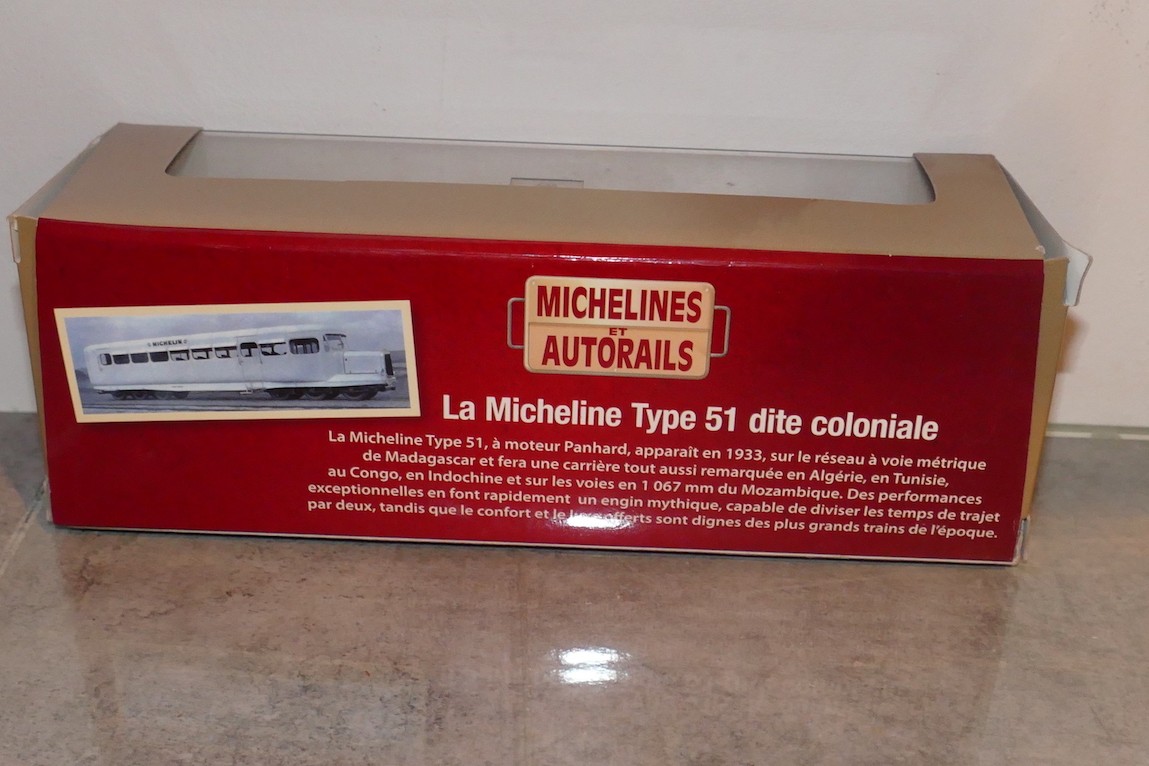 MICHELIN
MICHELINES
ET
AUTORAILS
La Micheline Type 51 dite coloniale
La Micheline Type 51, à moteur Panhard, apparaît en 1933, sur le réseau à voie métrique
de Madagascar et fera une carrière tout aussi remarquée en Algérie, en Tunisie,
au Congo, en Indochine et sur les voies en 1 067 mm du Mozambique. Des performances
exceptionnelles en font rapidement un engin mythique, capable de diviser les temps de trajet
par deux, tandis que le confort et le luxe offerts sont dignes des plus grands trains de l'époque.